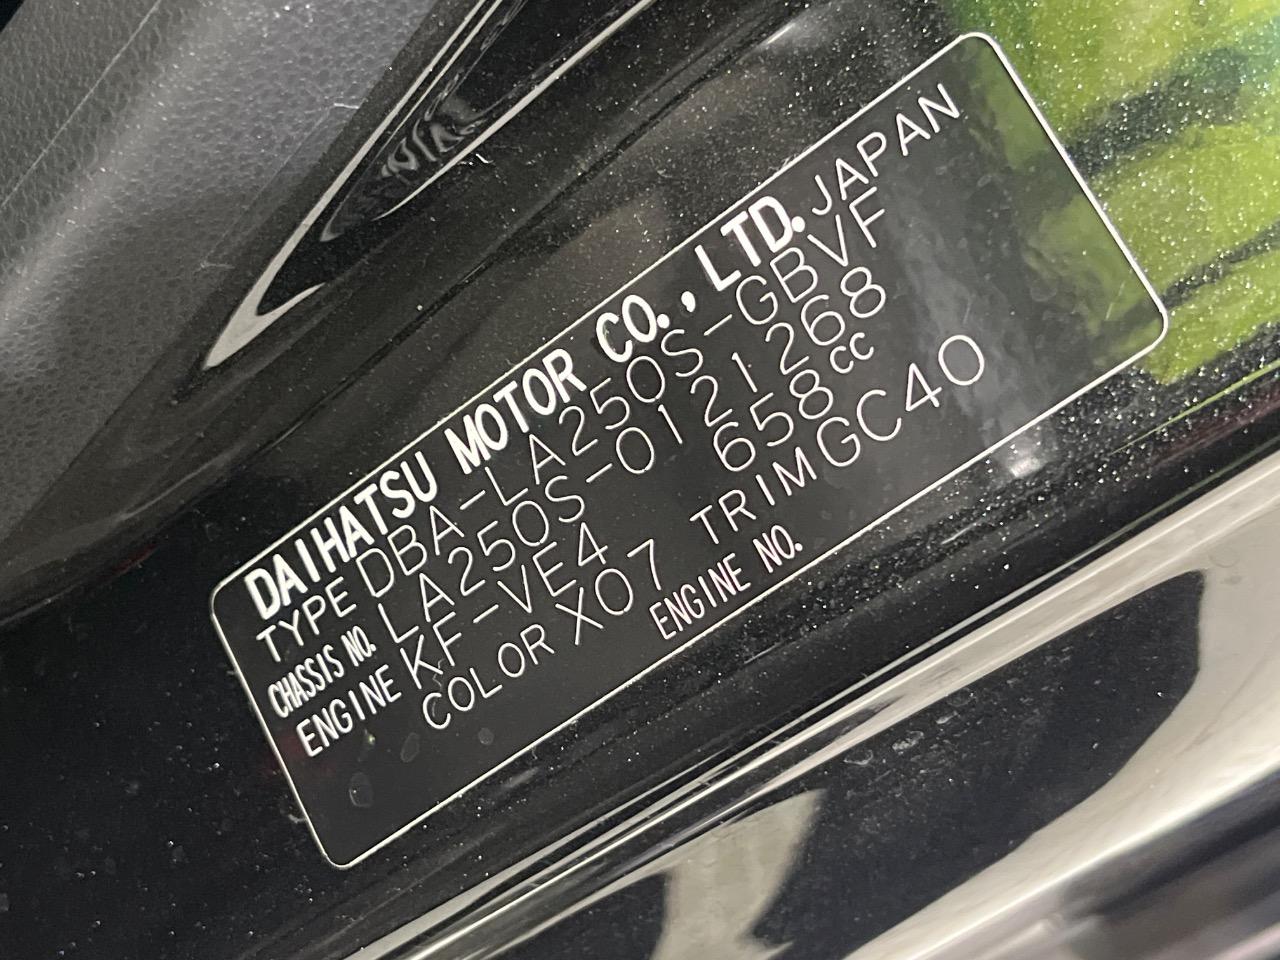 DAIHATSU MOTOR CO., LTD. JAPAN
TYPE DBA-LA250S-GBVF
CHASSIS NO. LA250S-0121268
ENGINE KF-VE4 658cc
COLOR X07 TRIM GC40
ENGINE NO.